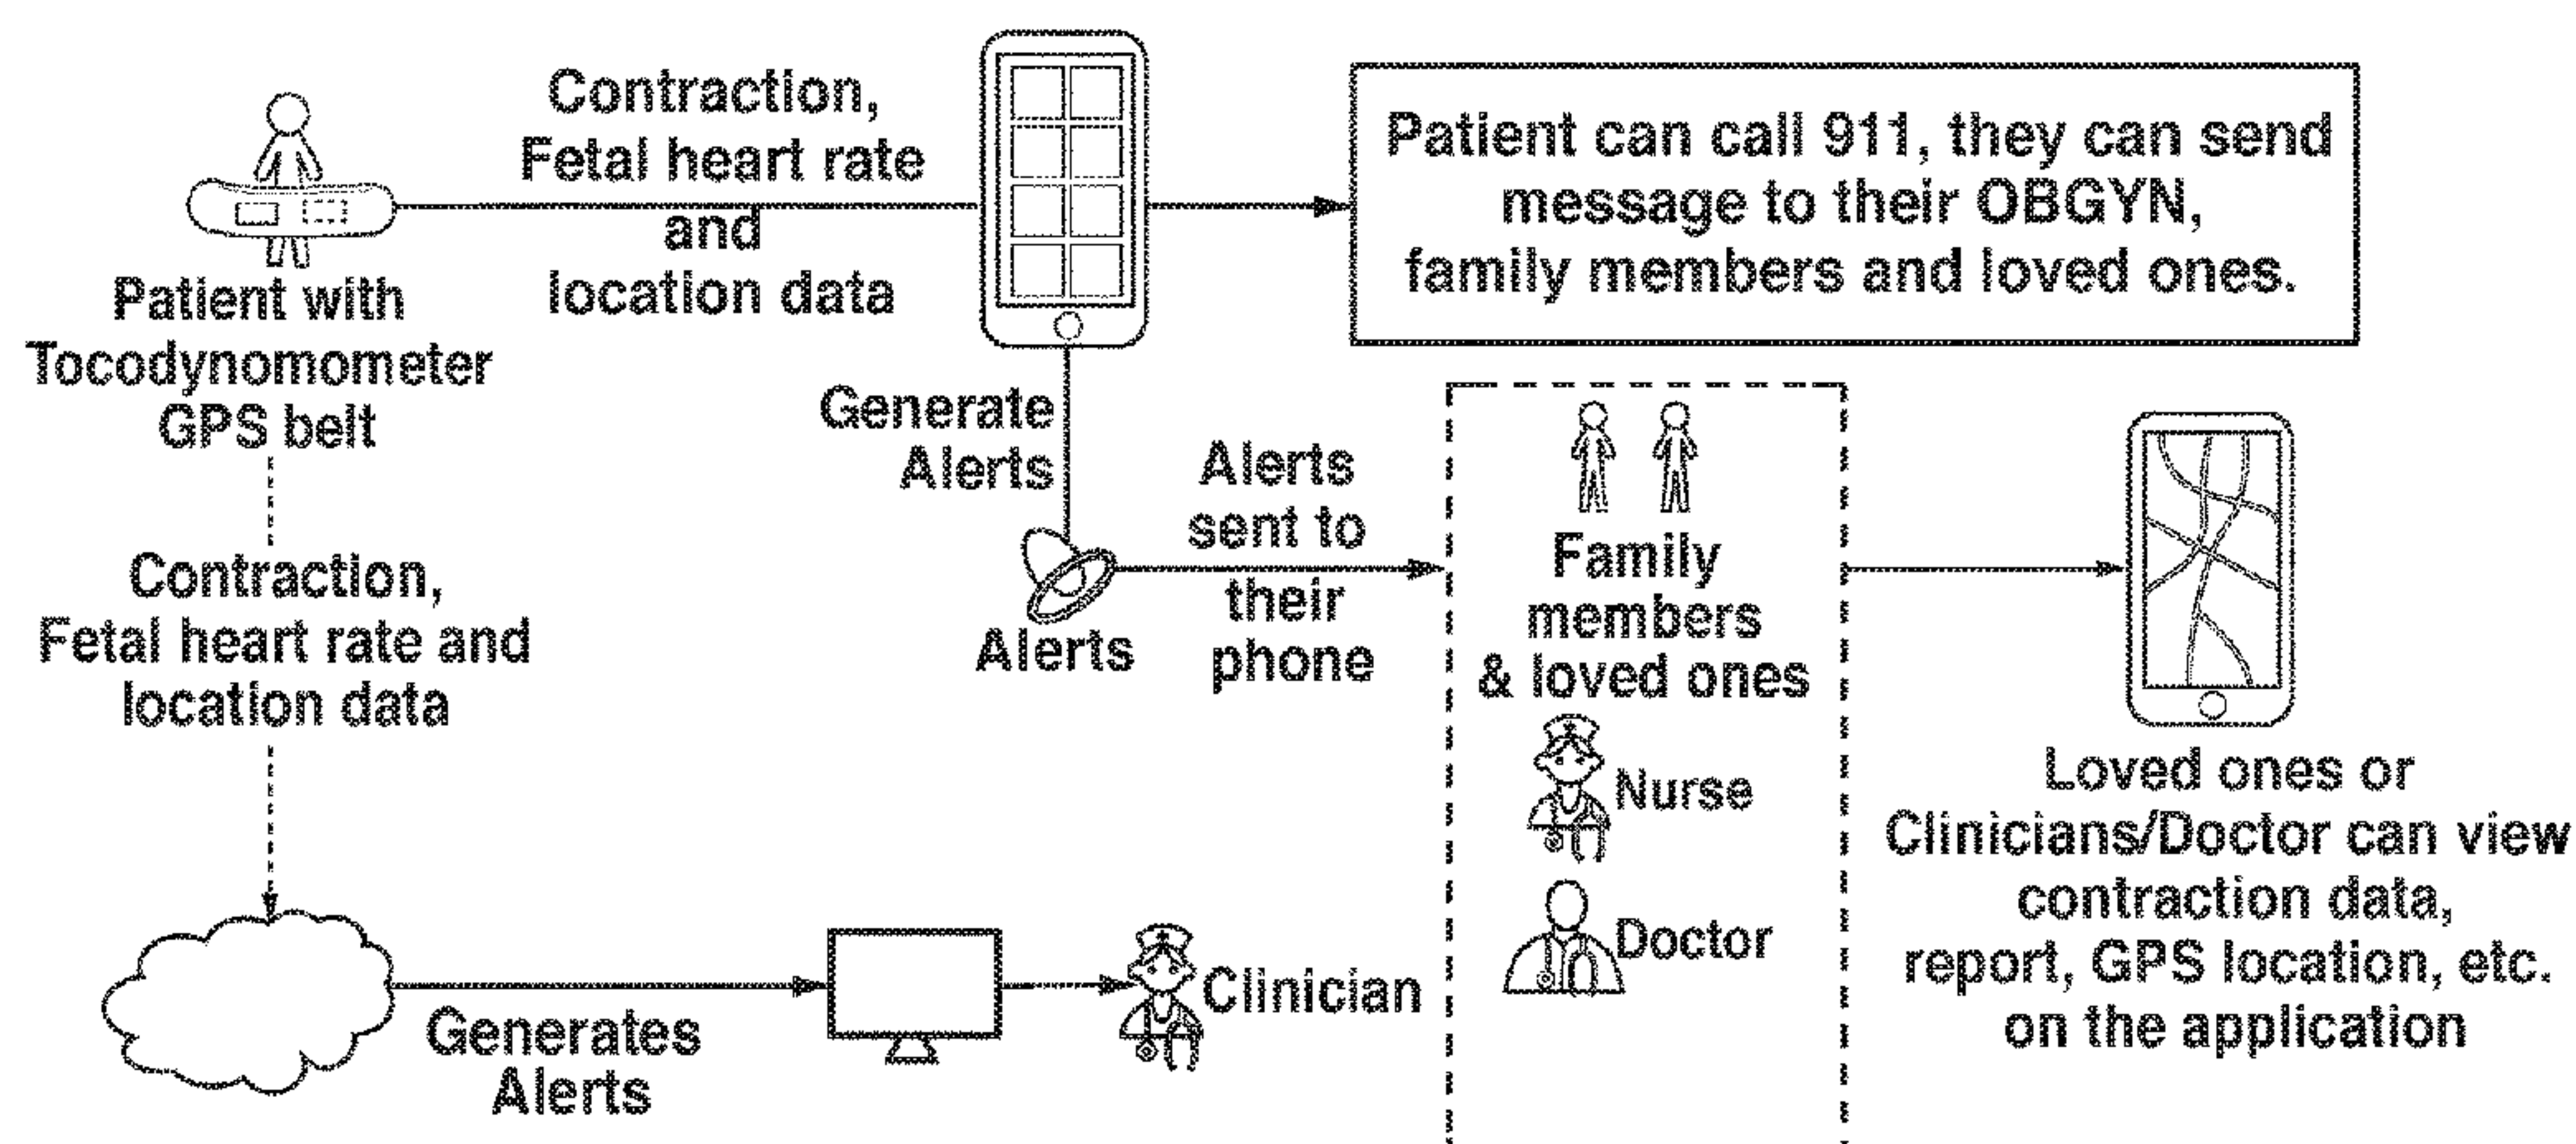 Contraction,
Fetal heart rate
and
location data
Patient can call 911, they can send
message to their OBGYN,
family members and loved ones.
Patient with
Tocodynomometer
GPS belt
Generate
Alerts
Alerts
sent to
their
phone
Alerts
Contraction,
Fetal heart rate and
location data
Family
members
& loved ones
Nurse
Doctor
Loved ones or
Clinicians/Doctor can view
contraction data,
report, GPS location, etc.
on the application
Generates
Alerts
Clinician